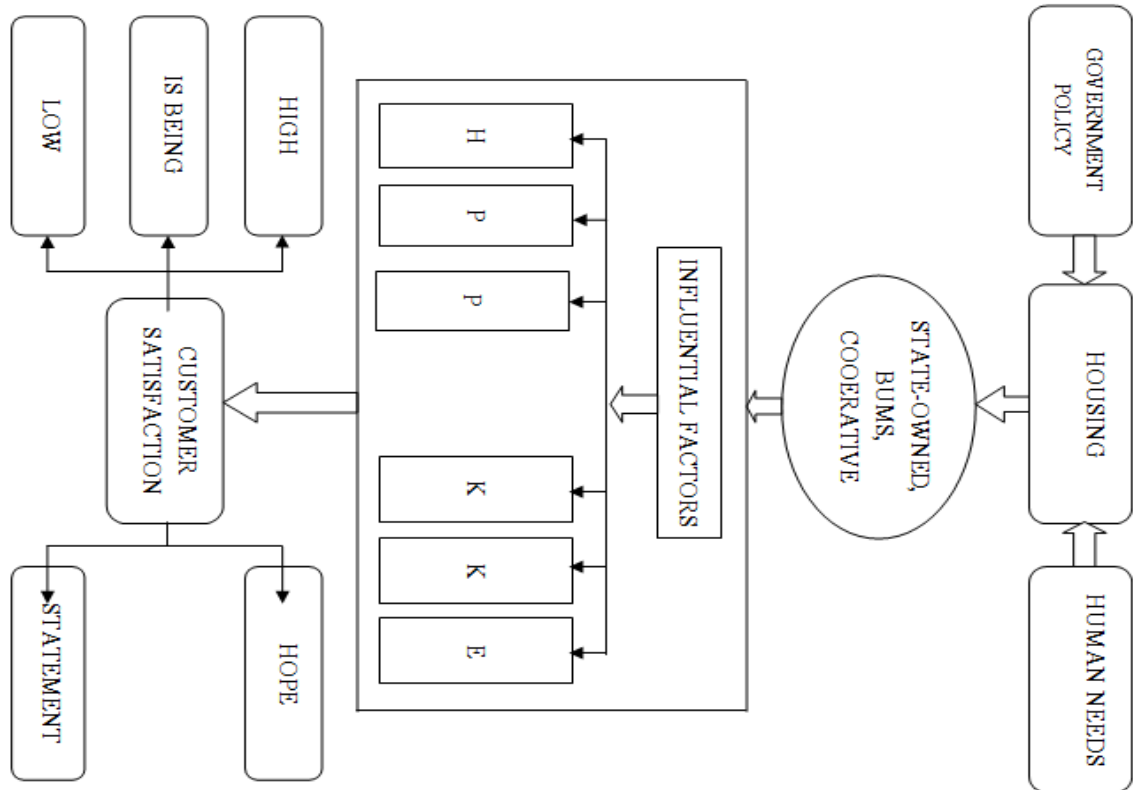 GOVERNMENT
POLICY
HOUSING
HUMAN NEEDS
STATE-OWNED,
BUMS,
COOERATIVE
INFLUENTIAL FACTORS
H
P
P
K
K
E
HIGH
IS BEING
LOW
CUSTOMER
SATISFACTION
HOPE
STATEMENT